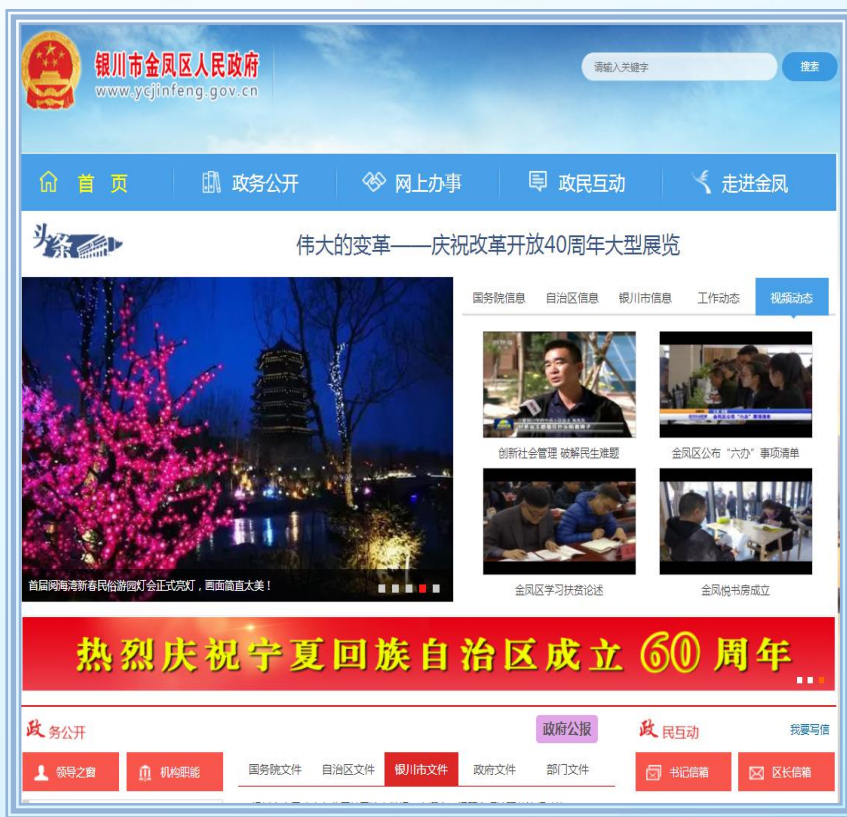 银川市金凤区人民政府
www.ycjinfeng.gov.cn
请输入关键字
搜索
首 页
政务公开
网上办事
政民互动
走进金凤
头条
伟大的变革——庆祝改革开放40周年大型展览
国务院信息
自治区信息
银川市信息
工作动态
视频动态
创新社会管理 破解民生难题
金凤区公布“六办”事项清单
金凤区学习扶贫论述
金凤悦书房成立
首届阅海湾新春民俗游园灯会正式亮灯，画面简直太美！
热烈庆祝宁夏回族自治区成立60周年
政务公开
政府公报
政民互动
我要写信
领导之窗
机构职能
国务院文件
自治区文件
银川市文件
政府文件
部门文件
书记信箱
区长信箱